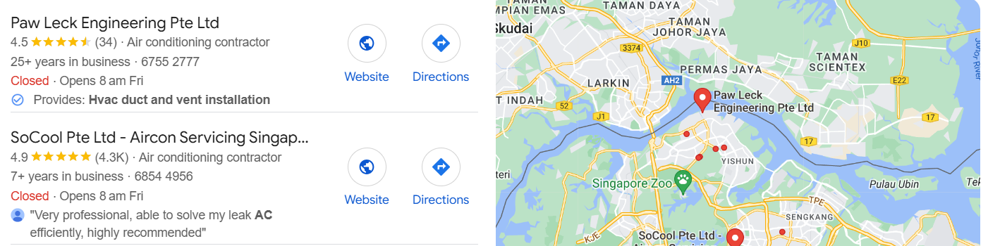 Paw Leck Engineering Pte Ltd
4.5 (34) · Air conditioning contractor
25+ years in business · 6755 2777
Closed · Opens 8 am Fri
Provides: Hvac duct and vent installation
Website
Directions
SoCool Pte Ltd - Aircon Servicing Singap...
4.9 (4.3K) · Air conditioning contractor
7+ years in business · 6854 4956
Closed · Opens 8 am Fri
"Very professional, able to solve my leak AC
efficiently, highly recommended"
Website
Directions
TAMAN
MPIAN EMAS
TAMAN DAYA
Skudai
TAMAN
JOHOR JAYA
3374
J10
Johor River
TAMAN
SCIENTEX
PERMAS JAYA
AH2
E22
LARKIN
Paw Leck
Engineering Pte Ltd
T INDAH
52
J1
17
17
YISHUN
teri
Singapore Zoo
Pulau Ubin
Tek
TPE
SENGKANG
KJE
SoCool Pte Ltd -